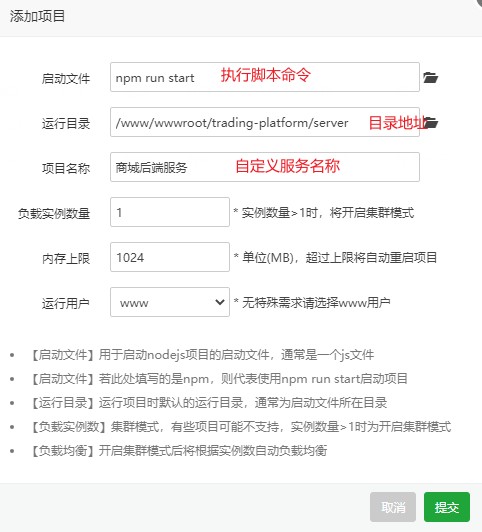 添加项目
启动文件 npm run start 执行脚本命令
运行目录 /www/wwwroot/trading-platform/server 目录地址
项目名称 商城后端服务 自定义服务名称
负载实例数量 1 * 实例数量>1时，将开启集群模式
内存上限 1024 * 单位(MB)，超过上限将自动重启项目
运行用户 www * 无特殊需求请选择www用户
【启动文件】用于启动nodejs项目的启动文件，通常是一个js文件
【启动文件】若此处填写的是npm，则代表使用npm run start启动项目
【运行目录】运行项目时默认的运行目录，通常为启动文件所在目录
【负载实例数】集群模式，有些项目可能不支持，实例数量>1时为开启集群模式
【负载均衡】开启集群模式后将根据实例数自动负载均衡
取消 提交